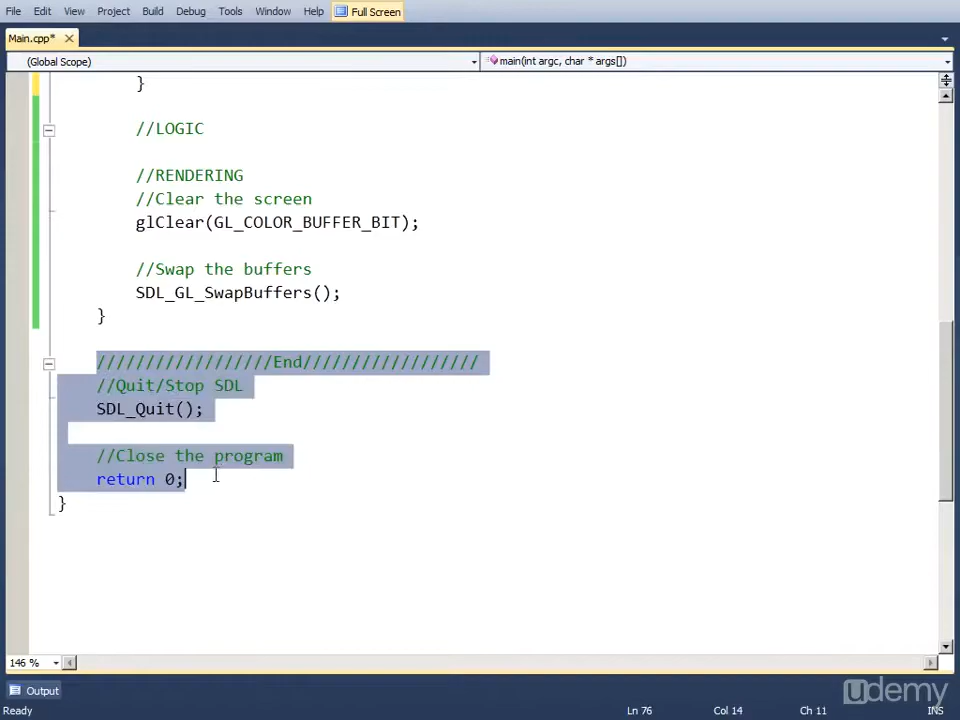 File Edit View Project Build Debug Tools Window Help Full Screen
Main.cpp*
(Global Scope) main(int argc, char * args[])
}
//LOGIC
//RENDERING
//Clear the screen
glClear(GL_COLOR_BUFFER_BIT);
//Swap the buffers
SDL_GL_SwapBuffers();
}
//////////////////End//////////////////
//Quit/Stop SDL
SDL_Quit();
//Close the program
return 0;
}
146 %
Output
udemy
Ready Ln 76 Col 14 Ch 11 INS